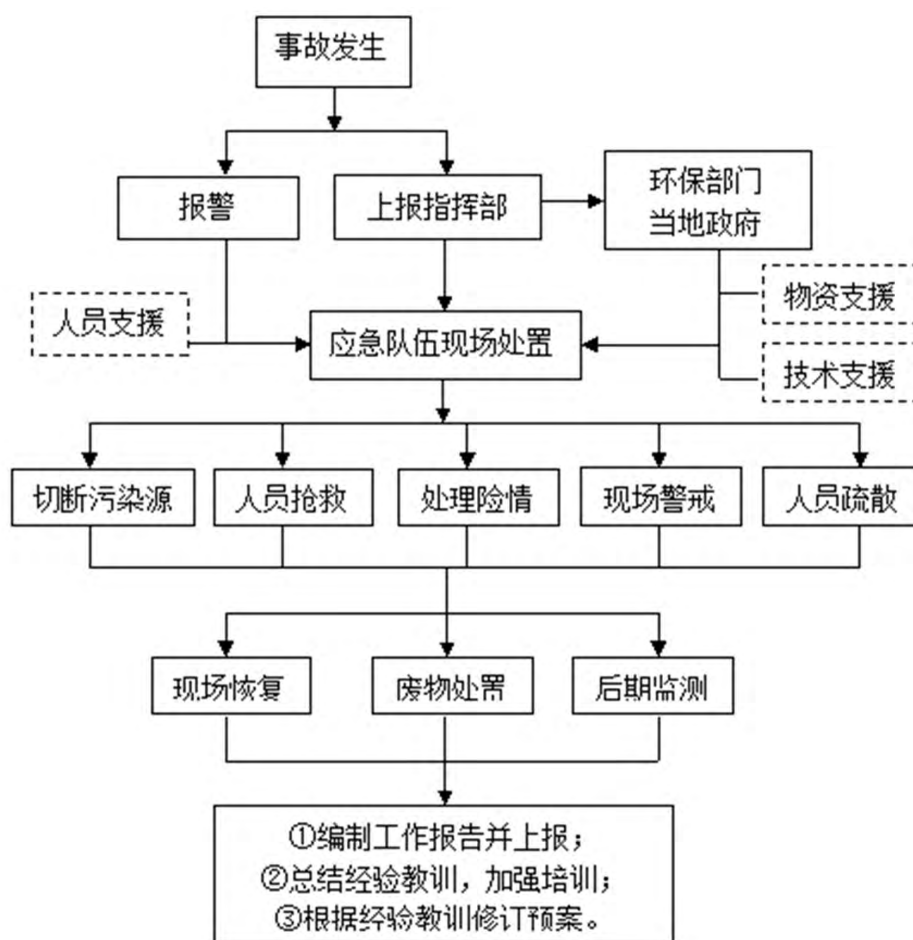 事故发生
报警
上报指挥部
环保部门
当地政府
人员支援
应急队伍现场处置
物资支援
技术支援
切断污染源
人员抢救
处理险情
现场警戒
人员疏散
现场恢复
废物处置
后期监测
①编制工作报告并上报；
②总结经验教训，加强培训；
③根据经验教训修订预案。